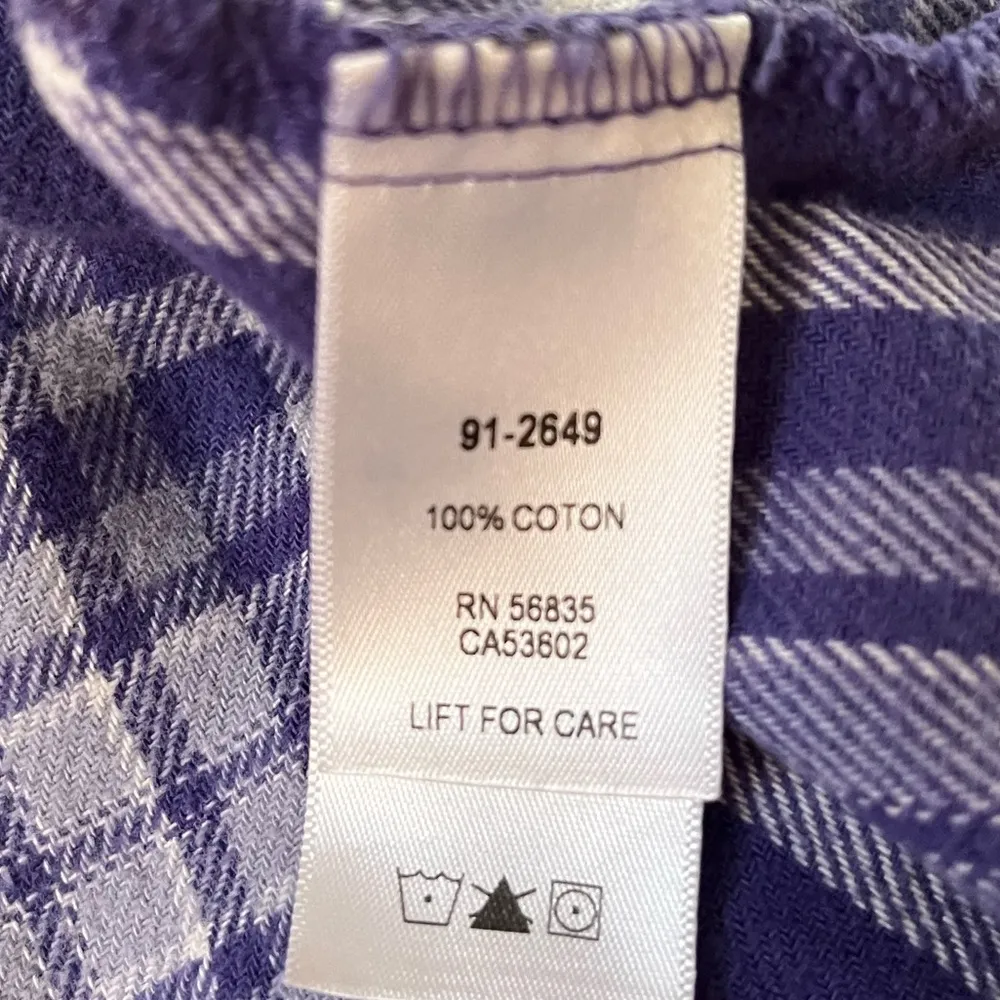 91-2649
100% COTON
RN 56835
CA53602
LIFT FOR CARE